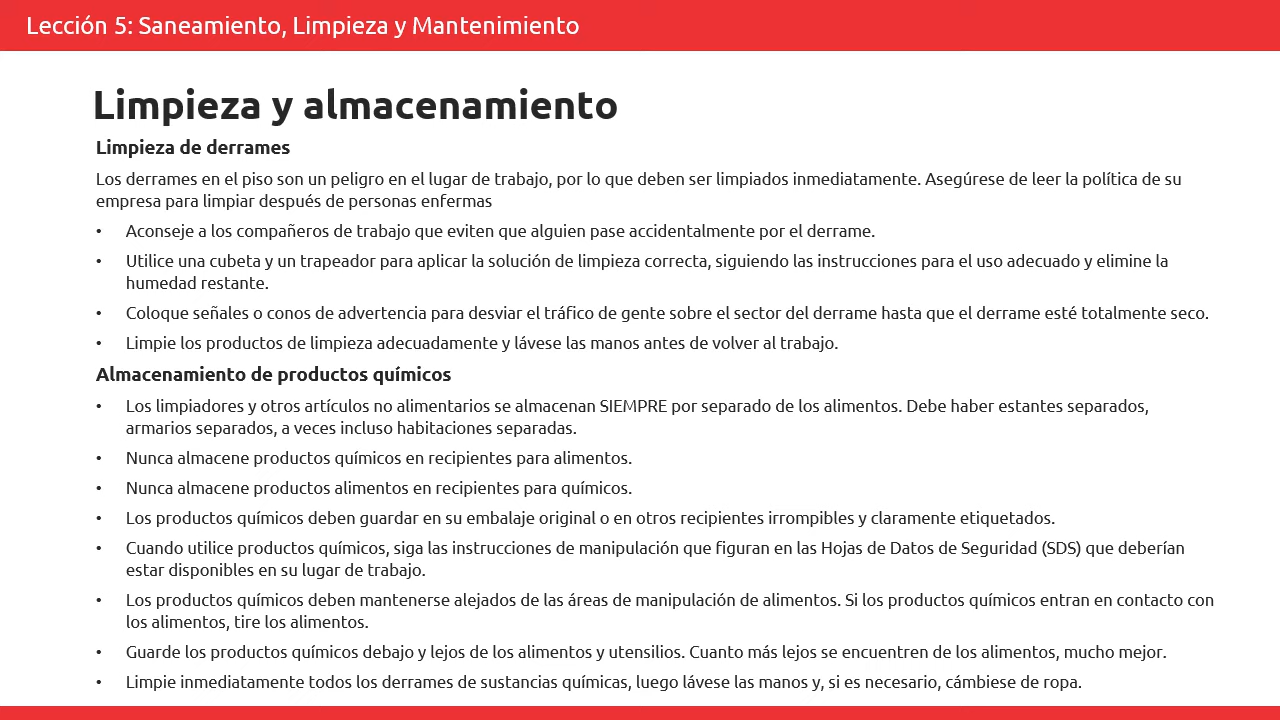 Lección 5: Saneamiento, Limpieza y Mantenimiento
Limpieza y almacenamiento
Limpieza de derrames
Los derrames en el piso son un peligro en el lugar de trabajo, por lo que deben ser limpiados inmediatamente. Asegúrese de leer la política de su
empresa para limpiar después de personas enfermas
• Aconseje a los compañeros de trabajo que eviten que alguien pase accidentalmente por el derrame.
• Utilice una cubeta y un trapeador para aplicar la solución de limpieza correcta, siguiendo las instrucciones para el uso adecuado y elimine la
humedad restante.
• Coloque señales o conos de advertencia para desviar el tráfico de gente sobre el sector del derrame hasta que el derrame esté totalmente seco.
• Limpie los productos de limpieza adecuadamente y lávese las manos antes de volver al trabajo.
Almacenamiento de productos químicos
• Los limpiadores y otros artículos no alimentarios se almacenan SIEMPRE por separado de los alimentos. Debe haber estantes separados,
armarios separados, a veces incluso habitaciones separadas.
• Nunca almacene productos químicos en recipientes para alimentos.
• Nunca almacene productos alimentos en recipientes para químicos.
• Los productos químicos deben guardar en su embalaje original o en otros recipientes irrompibles y claramente etiquetados.
• Cuando utilice productos químicos, siga las instrucciones de manipulación que figuran en las Hojas de Datos de Seguridad (SDS) que deberían
estar disponibles en su lugar de trabajo.
• Los productos químicos deben mantenerse alejados de las áreas de manipulación de alimentos. Si los productos químicos entran en contacto con
los alimentos, tire los alimentos.
• Guarde los productos químicos debajo y lejos de los alimentos y utensilios. Cuanto más lejos se encuentren de los alimentos, mucho mejor.
• Limpie inmediatamente todos los derrames de sustancias químicas, luego lávese las manos y, si es necesario, cámbiese de ropa.